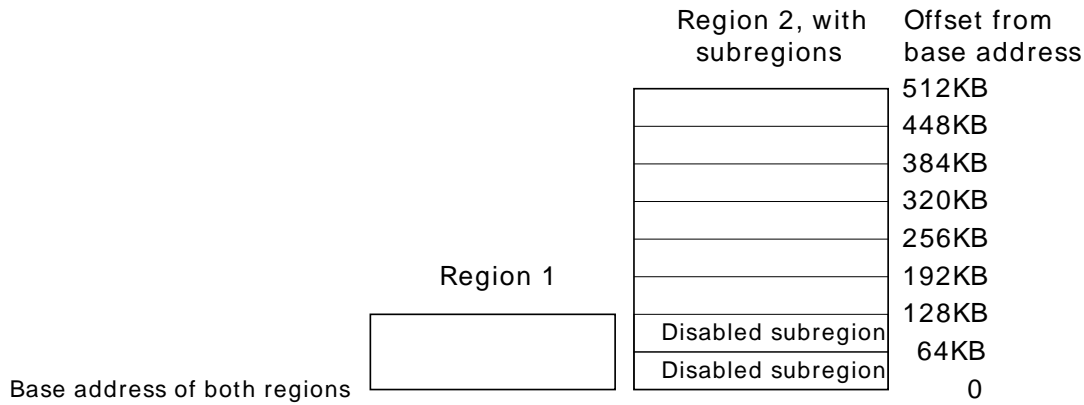 Region 2, with
subregions
Offset from
base address
512KB
448KB
384KB
320KB
256KB
Region 1
192KB
128KB
Disabled subregion
64KB
Disabled subregion
Base address of both regions
0